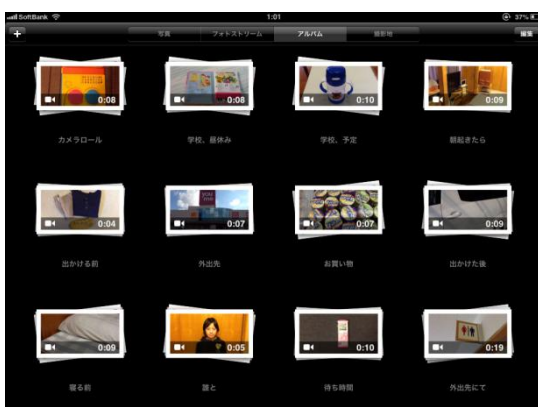 SoftBank 1:01 37%
写真 フォトストリーム アルバム 撮影地 編集
0:08 0:08 0:10 0:09
カメラロール 学校、昼休み 学校、予定 朝起きたら
0:04 0:07 0:07 0:09
出かける前 外出先 お買い物 出かけた後
0:09 0:05 0:10 0:19
寝る前 誰と 待ち時間 外出先にて